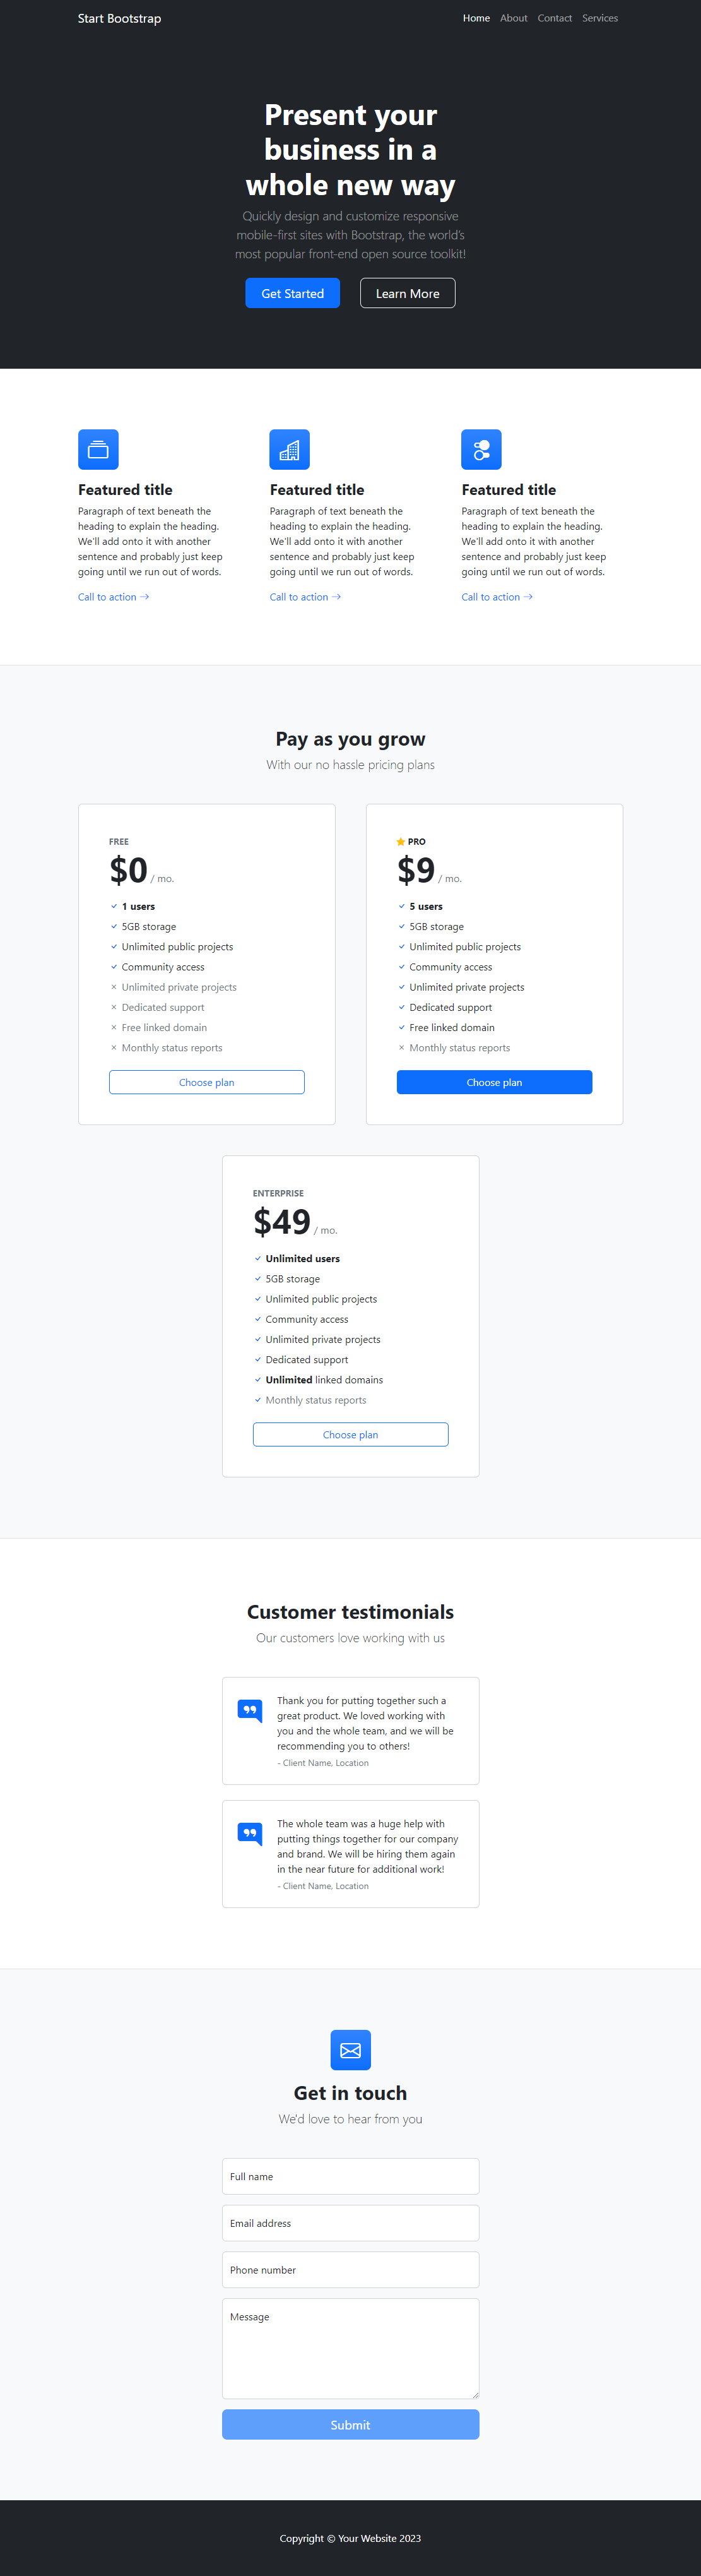 Start Bootstrap
Home About Contact Services
Present your
business in a
whole new way
Quickly design and customize responsive
mobile-first sites with Bootstrap, the world's
most popular front-end open source toolkit!
Get Started Learn More
Featured title
Paragraph of text beneath the
heading to explain the heading.
We'll add onto it with another
sentence and probably just keep
going until we run out of words.
Call to action →
Featured title
Paragraph of text beneath the
heading to explain the heading.
We'll add onto it with another
sentence and probably just keep
going until we run out of words.
Call to action →
Featured title
Paragraph of text beneath the
heading to explain the heading.
We'll add onto it with another
sentence and probably just keep
going until we run out of words.
Call to action →
Pay as you grow
With our no hassle pricing plans
FREE
$0 / mo.
1 users
5GB storage
Unlimited public projects
Community access
Unlimited private projects
Dedicated support
Free linked domain
Monthly status reports
Choose plan
PRO
$9 / mo.
5 users
5GB storage
Unlimited public projects
Community access
Unlimited private projects
Dedicated support
Free linked domain
Monthly status reports
Choose plan
ENTERPRISE
$49 / mo.
Unlimited users
5GB storage
Unlimited public projects
Community access
Unlimited private projects
Dedicated support
Unlimited linked domains
Monthly status reports
Choose plan
Customer testimonials
Our customers love working with us
Thank you for putting together such a
great product. We loved working with
you and the whole team, and we will be
recommending you to others!
- Client Name, Location
The whole team was a huge help with
putting things together for our company
and brand. We will be hiring them again
in the near future for additional work!
- Client Name, Location
Get in touch
We'd love to hear from you
Full name
Email address
Phone number
Message
Submit
Copyright © Your Website 2023